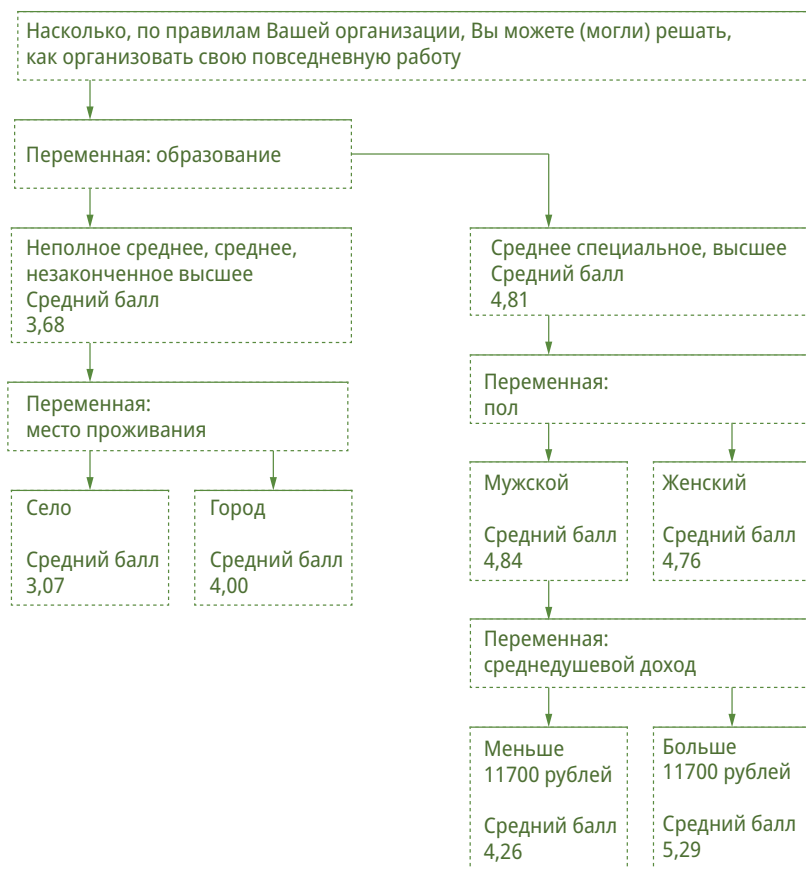 Насколько, по правилам Вашей организации, Вы можете (могли) решать,
как организовать свою повседневную работу
Переменная: образование
Неполное среднее, среднее,
незаконченное высшее
Средний балл
3,68
Среднее специальное, высшее
Средний балл
4,81
Переменная:
место проживания
Переменная:
пол
Село
Средний балл
3,07
Город
Средний балл
4,00
Мужской
Средний балл
4,84
Женский
Средний балл
4,76
Переменная:
среднедушевой доход
Меньше
11700 рублей
Средний балл
4,26
Больше
11700 рублей
Средний балл
5,29